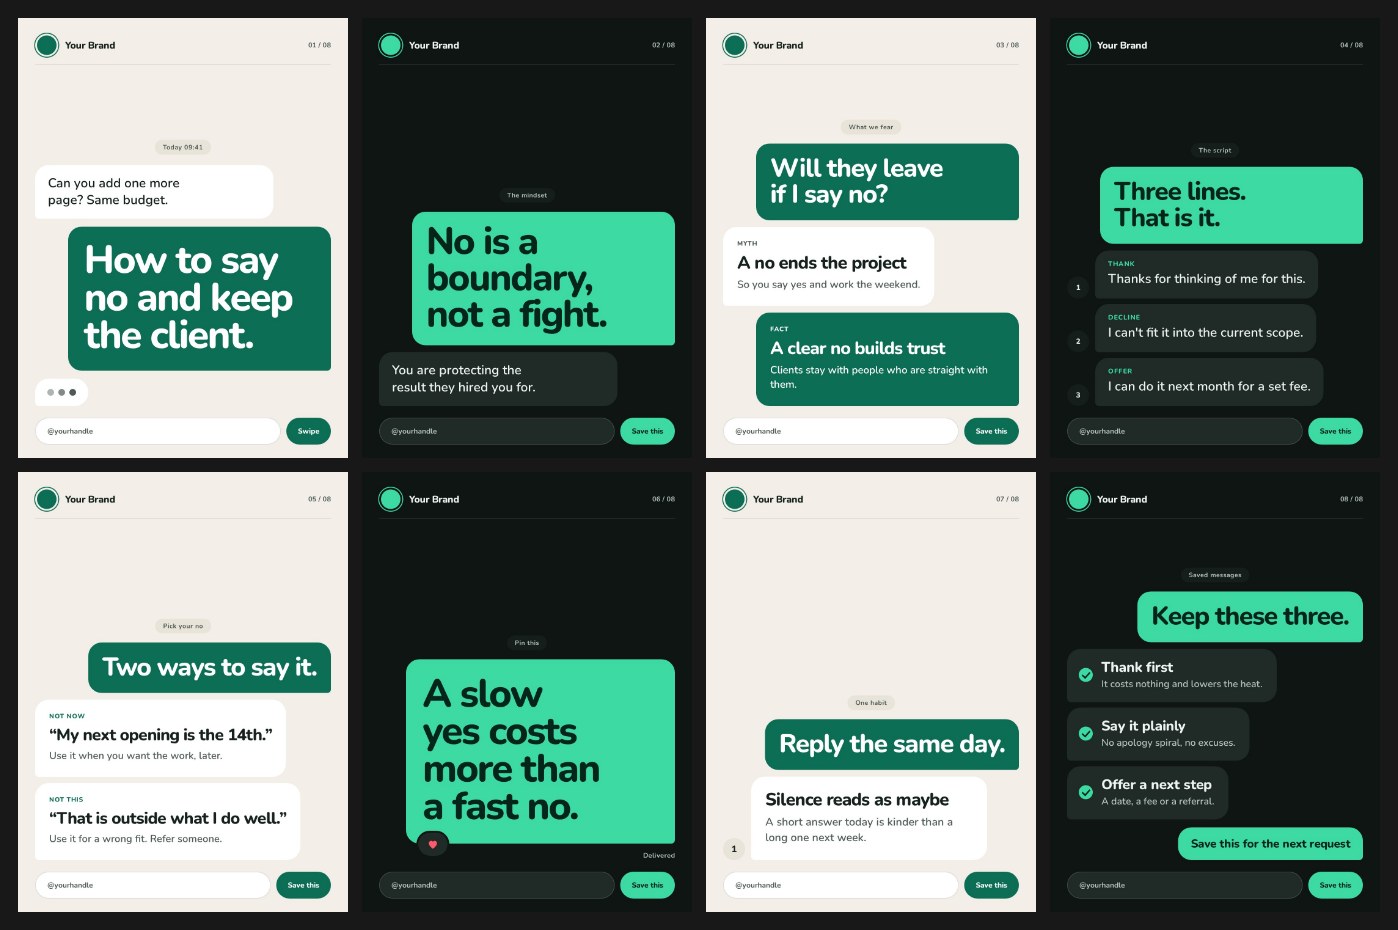 Your Brand
01 / 08
Today 09:41
Can you add one more
page? Same budget.
How to say
no and keep
the client.
@yourhandle
Swipe
Your Brand
02 / 08
The mindset
No is a
boundary,
not a fight.
You are protecting the
result they hired you for.
@yourhandle
Save this
Your Brand
03 / 08
What we fear
Will they leave
if I say no?
MYTH
A no ends the project
So you say yes and work the weekend.
FACT
A clear no builds trust
Clients stay with people who are straight with
them.
@yourhandle
Save this
Your Brand
04 / 08
The script
Three lines.
That is it.
THANK
Thanks for thinking of me for this.
1
DECLINE
I can't fit it into the current scope.
2
OFFER
I can do it next month for a set fee.
3
@yourhandle
Save this
Your Brand
05 / 08
Pick your no
Two ways to say it.
NOT NOW
“My next opening is the 14th.”
Use it when you want the work, later.
NOT THIS
“That is outside what I do well.”
Use it for a wrong fit. Refer someone.
@yourhandle
Save this
Your Brand
06 / 08
Pin this
A slow
yes costs
more than
a fast no.
Delivered
@yourhandle
Save this
Your Brand
07 / 08
One habit
Reply the same day.
Silence reads as maybe
A short answer today is kinder than a
long one next week.
1
@yourhandle
Save this
Your Brand
08 / 08
Saved messages
Keep these three.
Thank first
It costs nothing and lowers the heat.
Say it plainly
No apology spiral, no excuses.
Offer a next step
A date, a fee or a referral.
Save this for the next request
@yourhandle
Save this